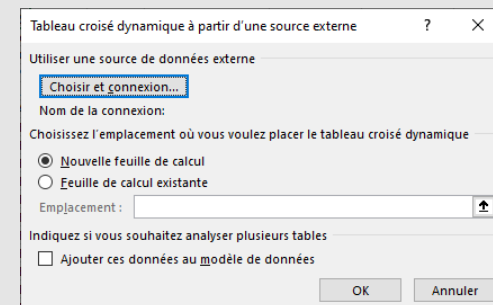 Tableau croisé dynamique à partir d'une source externe ? ✕
Utiliser une source de données externe
Choisir et connexion...
Nom de la connexion:
Choisissez l'emplacement où vous voulez placer le tableau croisé dynamique
Nouvelle feuille de calcul
Feuille de calcul existante
Emplacement :
Indiquez si vous souhaitez analyser plusieurs tables
Ajouter ces données au modèle de données
OK Annuler